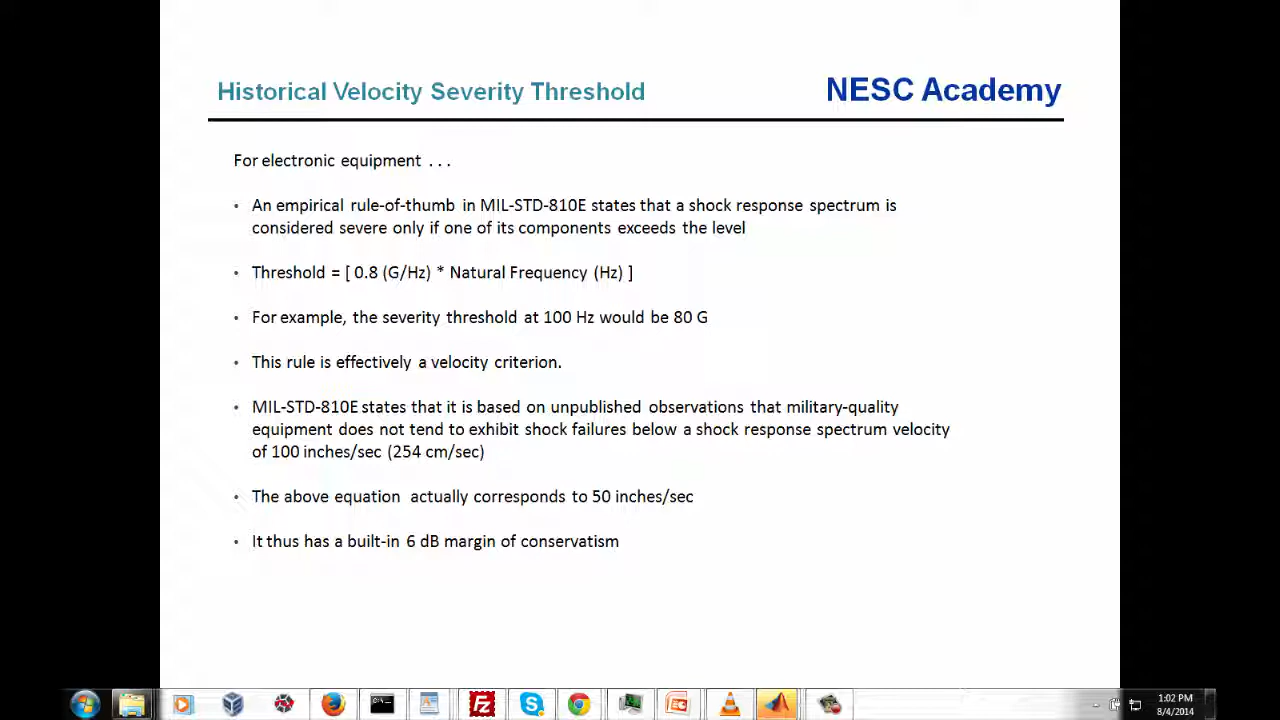 Historical Velocity Severity Threshold
NESC Academy
For electronic equipment . . .
• An empirical rule-of-thumb in MIL-STD-810E states that a shock response spectrum is
considered severe only if one of its components exceeds the level
• Threshold = [ 0.8 (G/Hz) * Natural Frequency (Hz) ]
• For example, the severity threshold at 100 Hz would be 80 G
• This rule is effectively a velocity criterion.
• MIL-STD-810E states that it is based on unpublished observations that military-quality
equipment does not tend to exhibit shock failures below a shock response spectrum velocity
of 100 inches/sec (254 cm/sec)
• The above equation actually corresponds to 50 inches/sec
• It thus has a built-in 6 dB margin of conservatism
1:02 PM
8/4/2014